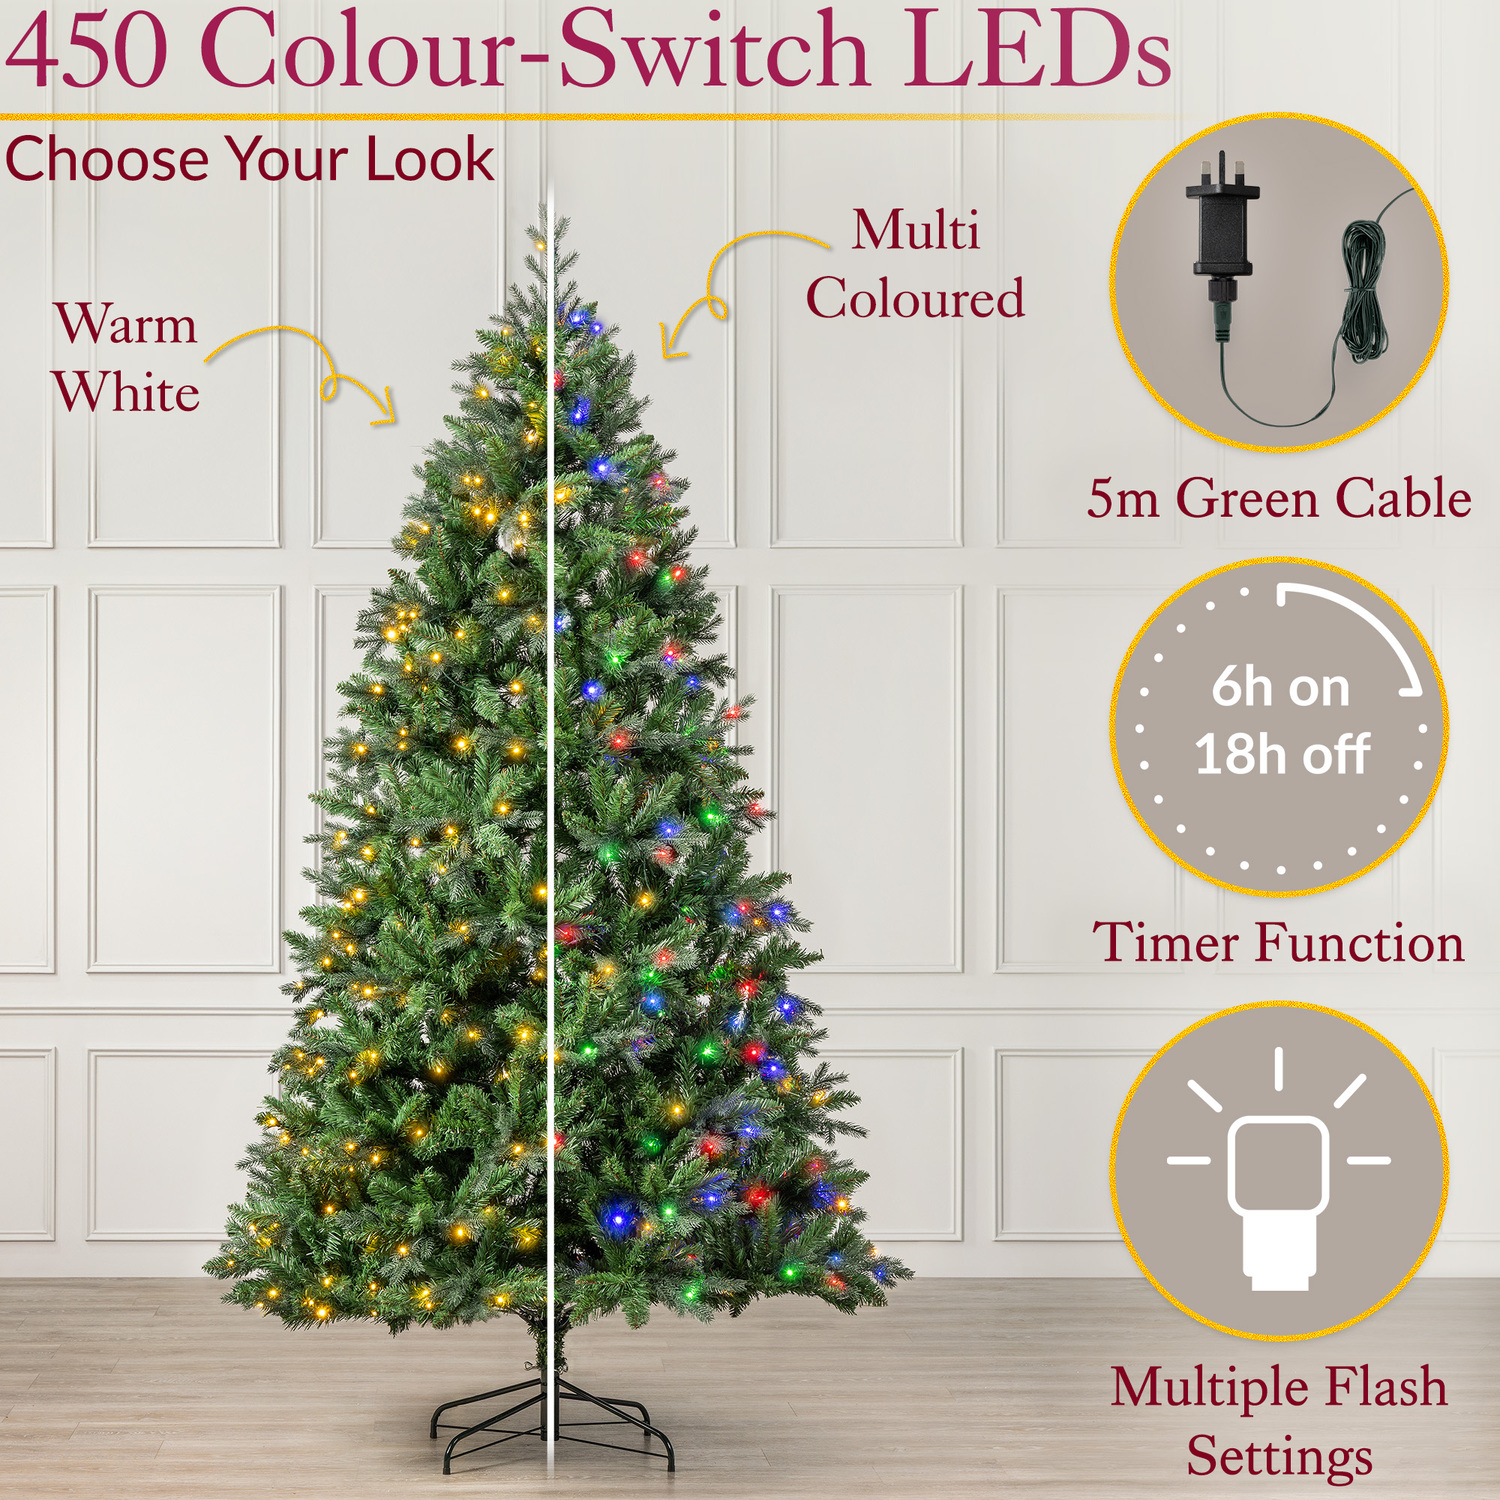 450 Colour-Switch LEDs
Choose Your Look
Warm
White
Multi
Coloured
5m Green Cable
6h on
18h off
Timer Function
Multiple Flash
Settings